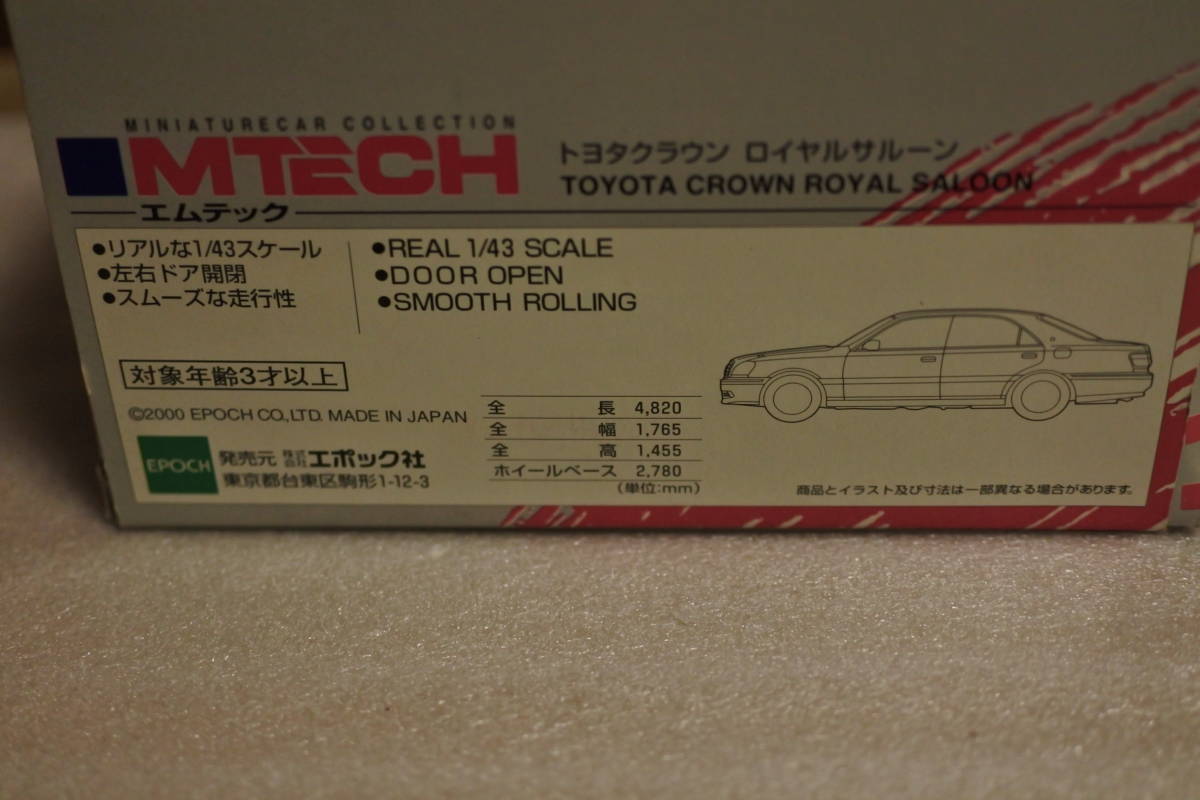 MINIATURECAR COLLECTION
MTECH
エムテック
トヨタクラウン ロイヤルサルーン
TOYOTA CROWN ROYAL SALOON
●リアルな1/43スケール
●左右ドア開閉
●スムーズな走行性
●REAL 1/43 SCALE
●DOOR OPEN
●SMOOTH ROLLING
対象年齢3才以上
©2000 EPOCH CO.,LTD. MADE IN JAPAN
EPOCH
発売元 株式会社エポック社
東京都台東区駒形1-12-3
全長 4,820
全幅 1,765
全高 1,455
ホイールベース 2,780
(単位:mm)
商品とイラスト及び寸法は一部異なる場合があります。